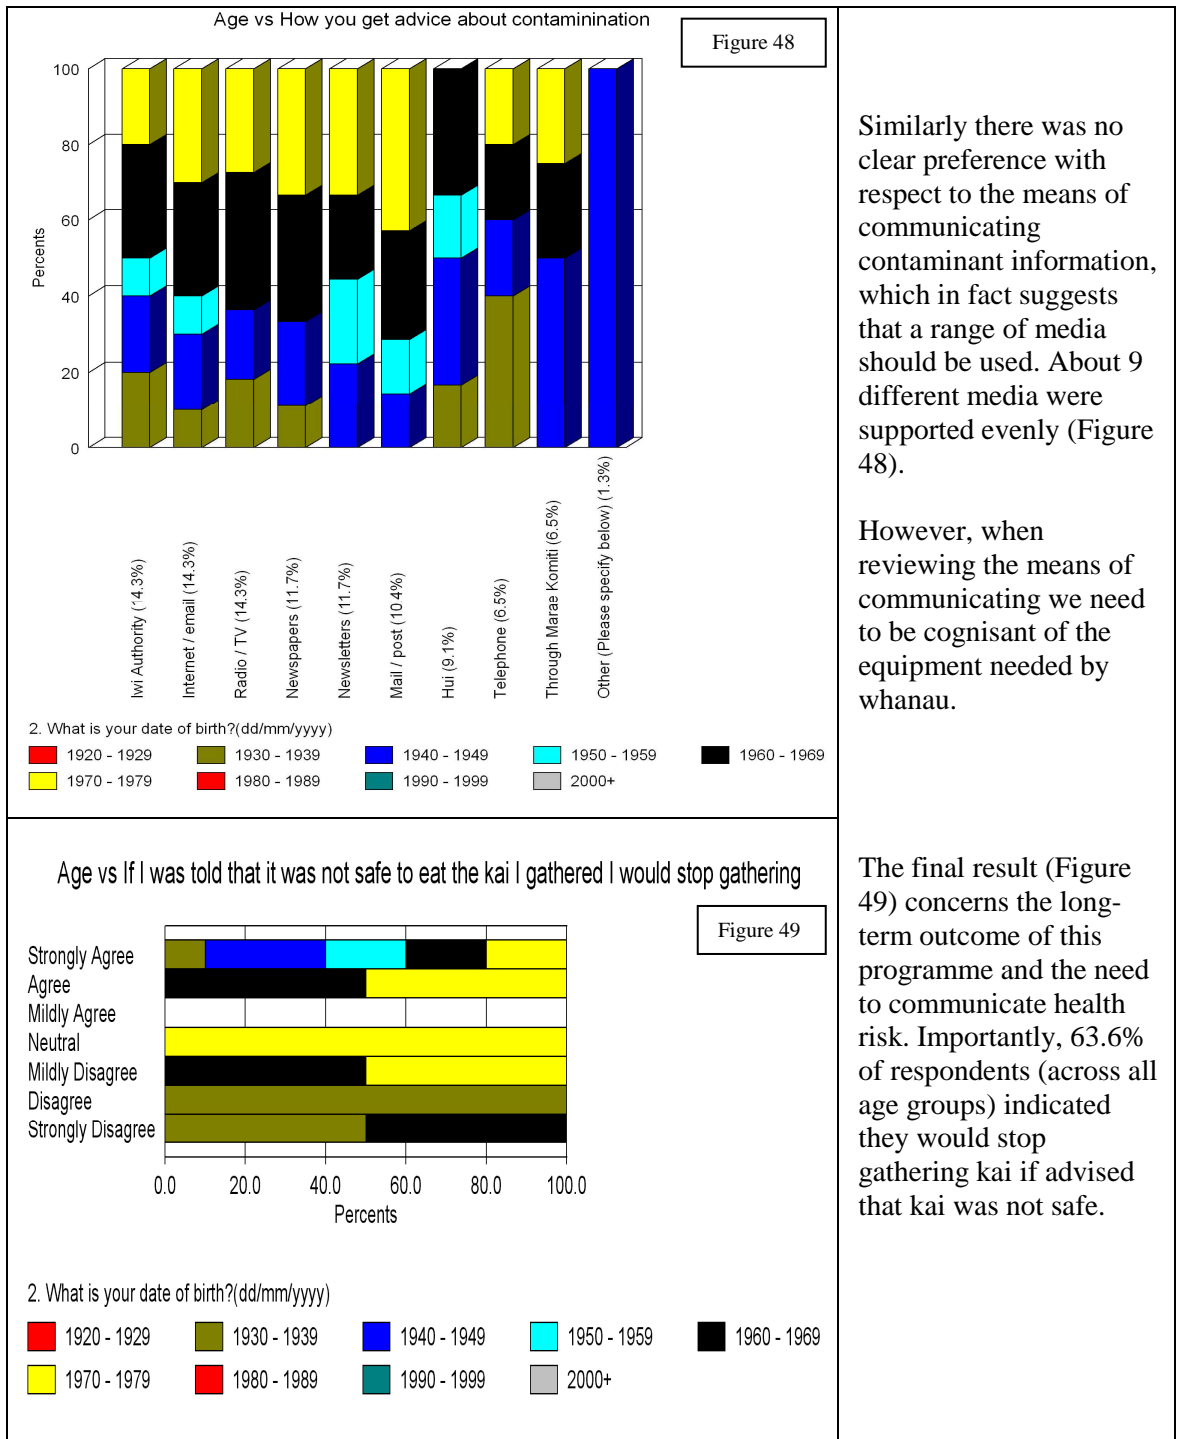 Age vs How you get advice about contaminination
Figure 48
100
80
60
40
20
0
Percents
Iwi Authority (14.3%)
Internet / email (14.3%)
Radio / TV (14.3%)
Newspapers (11.7%)
Newsletters (11.7%)
Mail / post (10.4%)
Hui (9.1%)
Telephone (6.5%)
Through Marae Komiti (6.5%)
Other (Please specify below) (1.3%)
2. What is your date of birth?(dd/mm/yyyy)
1920 - 1929
1930 - 1939
1940 - 1949
1950 - 1959
1960 - 1969
1970 - 1979
1980 - 1989
1990 - 1999
2000+
Similarly there was no
clear preference with
respect to the means of
communicating
contaminant information,
which in fact suggests
that a range of media
should be used. About 9
different media were
supported evenly (Figure
48).
However, when
reviewing the means of
communicating we need
to be cognisant of the
equipment needed by
whanau.
Age vs If I was told that it was not safe to eat the kai I gathered I would stop gathering
Figure 49
Strongly Agree
Agree
Mildly Agree
Neutral
Mildly Disagree
Disagree
Strongly Disagree
0.0
20.0
40.0
60.0
80.0
100.0
Percents
2. What is your date of birth?(dd/mm/yyyy)
1920 - 1929
1930 - 1939
1940 - 1949
1950 - 1959
1960 - 1969
1970 - 1979
1980 - 1989
1990 - 1999
2000+
The final result (Figure
49) concerns the long-
term outcome of this
programme and the need
to communicate health
risk. Importantly, 63.6%
of respondents (across all
age groups) indicated
they would stop
gathering kai if advised
that kai was not safe.